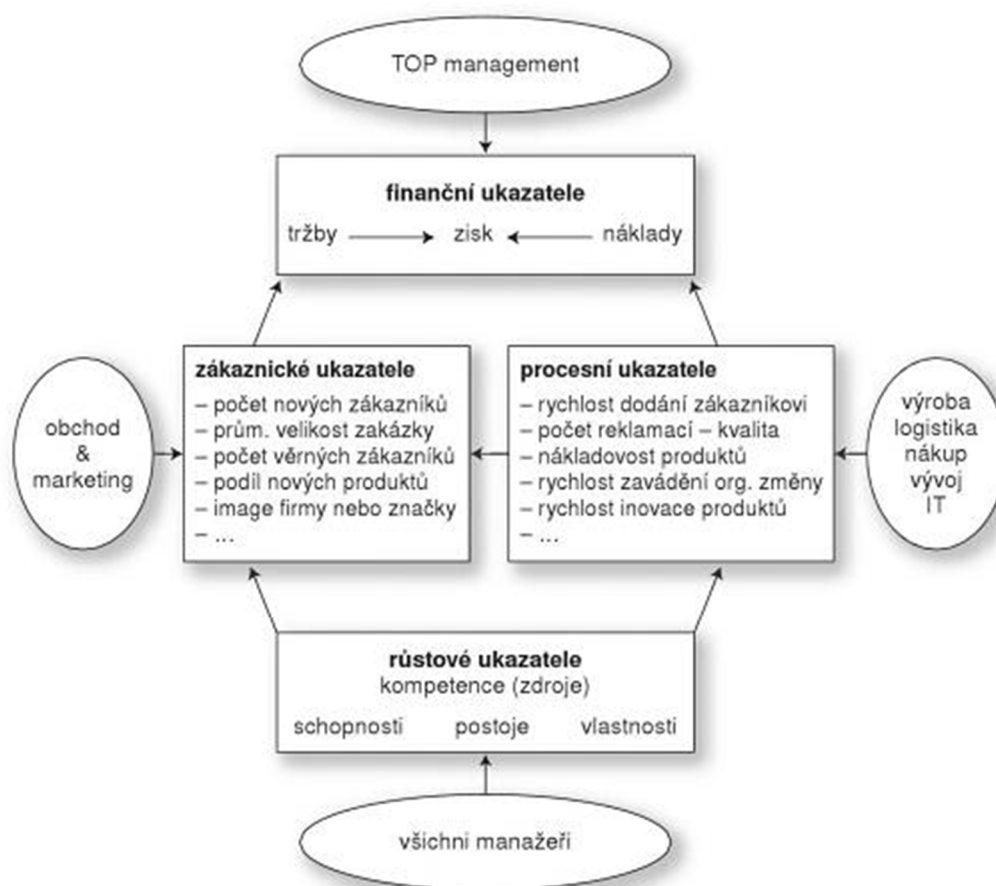 TOP management
finanční ukazatele
tržby zisk náklady
obchod
&
marketing
zákaznické ukazatele
– počet nových zákazníků
– prům. velikost zakázky
– počet věrných zákazníků
– podíl nových produktů
– image firmy nebo značky
– ...
procesní ukazatele
– rychlost dodání zákazníkovi
– počet reklamací – kvalita
– nákladovost produktů
– rychlost zavádění org. změny
– rychlost inovace produktů
– ...
výroba
logistika
nákup
vývoj
IT
růstové ukazatele
kompetence (zdroje)
schopnosti postoje vlastnosti
všichni manažeři